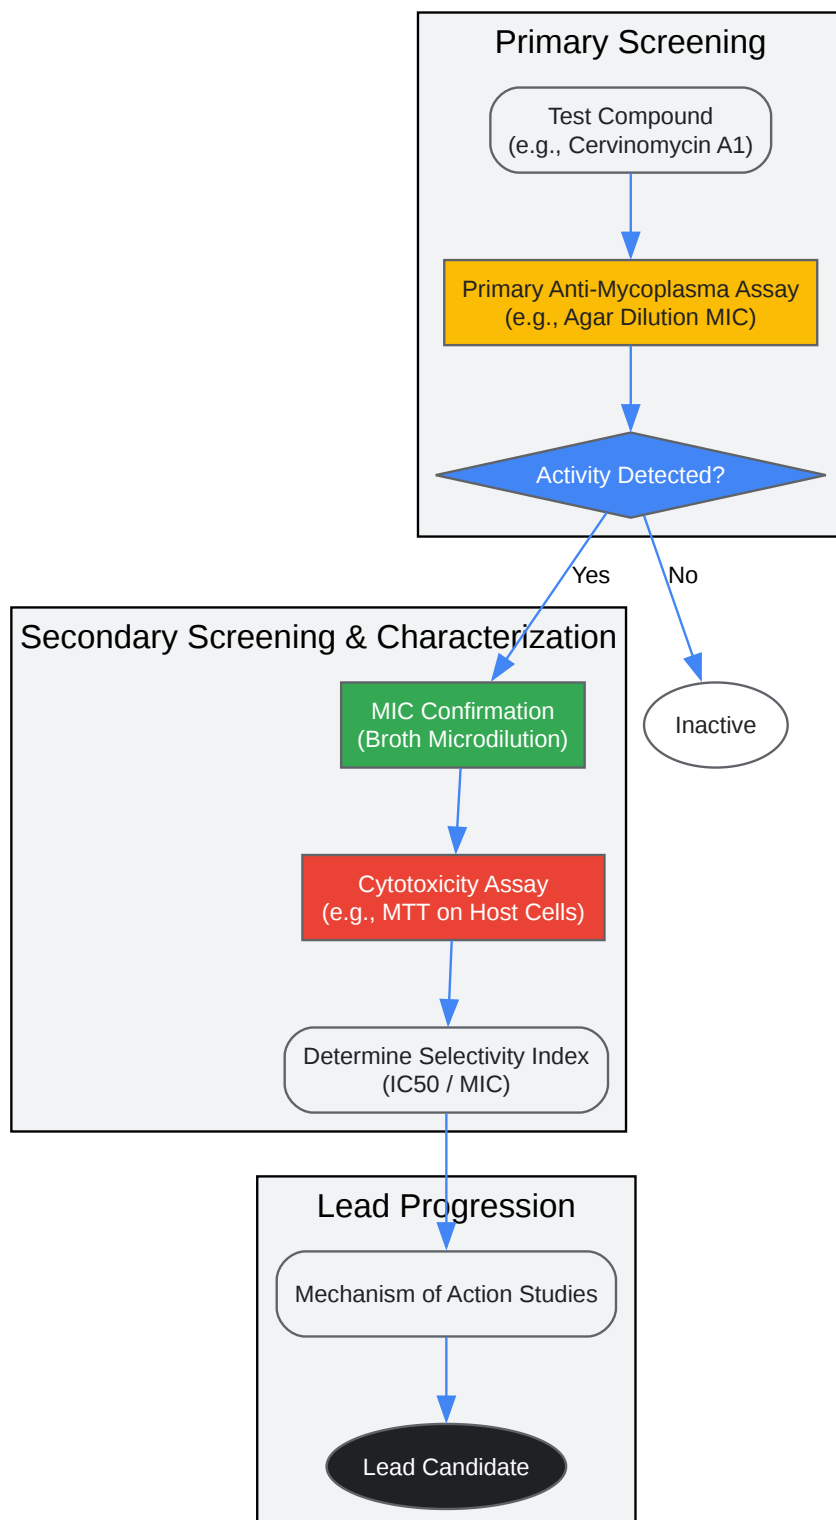 Primary Screening
Test Compound
(e.g., Cervinomycin A1)
Primary Anti-Mycoplasma Assay
(e.g., Agar Dilution MIC)
Activity Detected?
Yes
No
Secondary Screening & Characterization
MIC Confirmation
(Broth Microdilution)
Inactive
Cytotoxicity Assay
(e.g., MTT on Host Cells)
Determine Selectivity Index
(IC50 / MIC)
Lead Progression
Mechanism of Action Studies
Lead Candidate